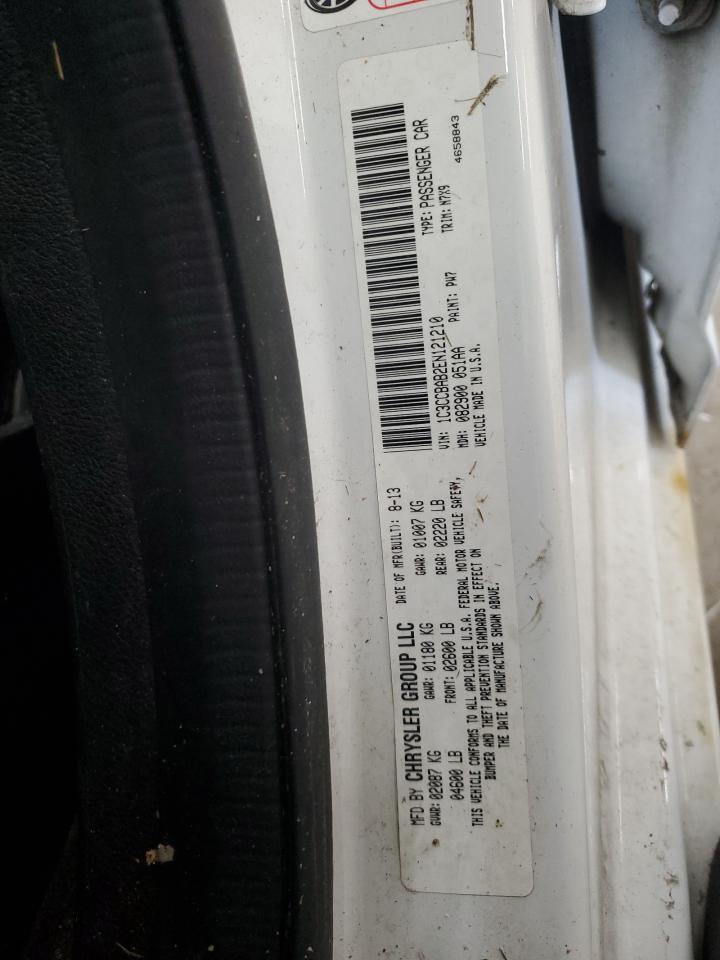 MFD BY CHRYSLER GROUP LLC DATE OF MFR(BUILT): 8-13
GVWR: 02087 KG GAWR: 01180 KG GAWR: 01007 KG
04600 LB FRONT: 02600 LB REAR: 02220 LB
THIS VEHICLE CONFORMS TO ALL APPLICABLE U.S.A. FEDERAL MOTOR VEHICLE SAFETY,
BUMPER AND THEFT PREVENTION STANDARDS IN EFFECT ON
THE DATE OF MANUFACTURE SHOWN ABOVE.
VIN: 1C3CCBAB2EN121210 TYPE: PASSENGER CAR
MDH: 082900 051AA PAINT: PW7 TRIM: N7X9
VEHICLE MADE IN U.S.A. 4658843